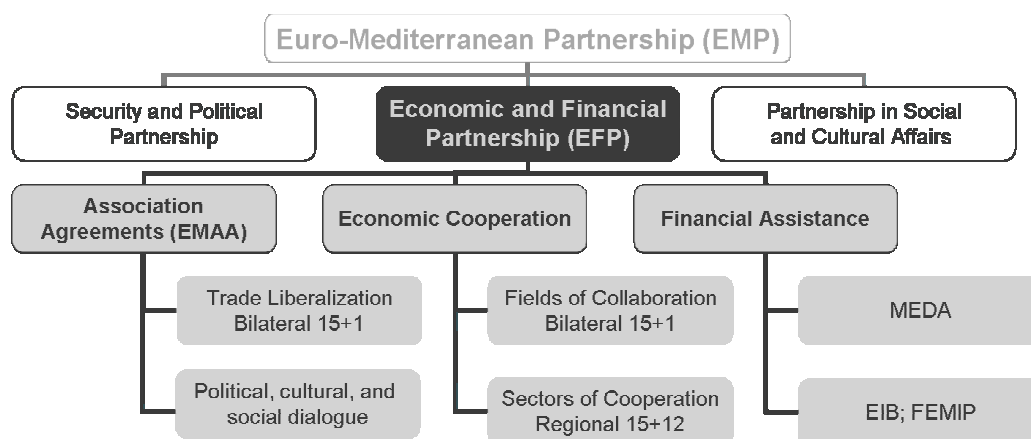 Euro-Mediterranean Partnership (EMP)
Security and Political
Partnership
Economic and Financial
Partnership (EFP)
Partnership in Social
and Cultural Affairs
Association
Agreements (EMAA)
Economic Cooperation
Financial Assistance
Trade Liberalization
Bilateral 15+1
Fields of Collaboration
Bilateral 15+1
MEDA
Political, cultural, and
social dialogue
Sectors of Cooperation
Regional 15+12
EIB; FEMIP